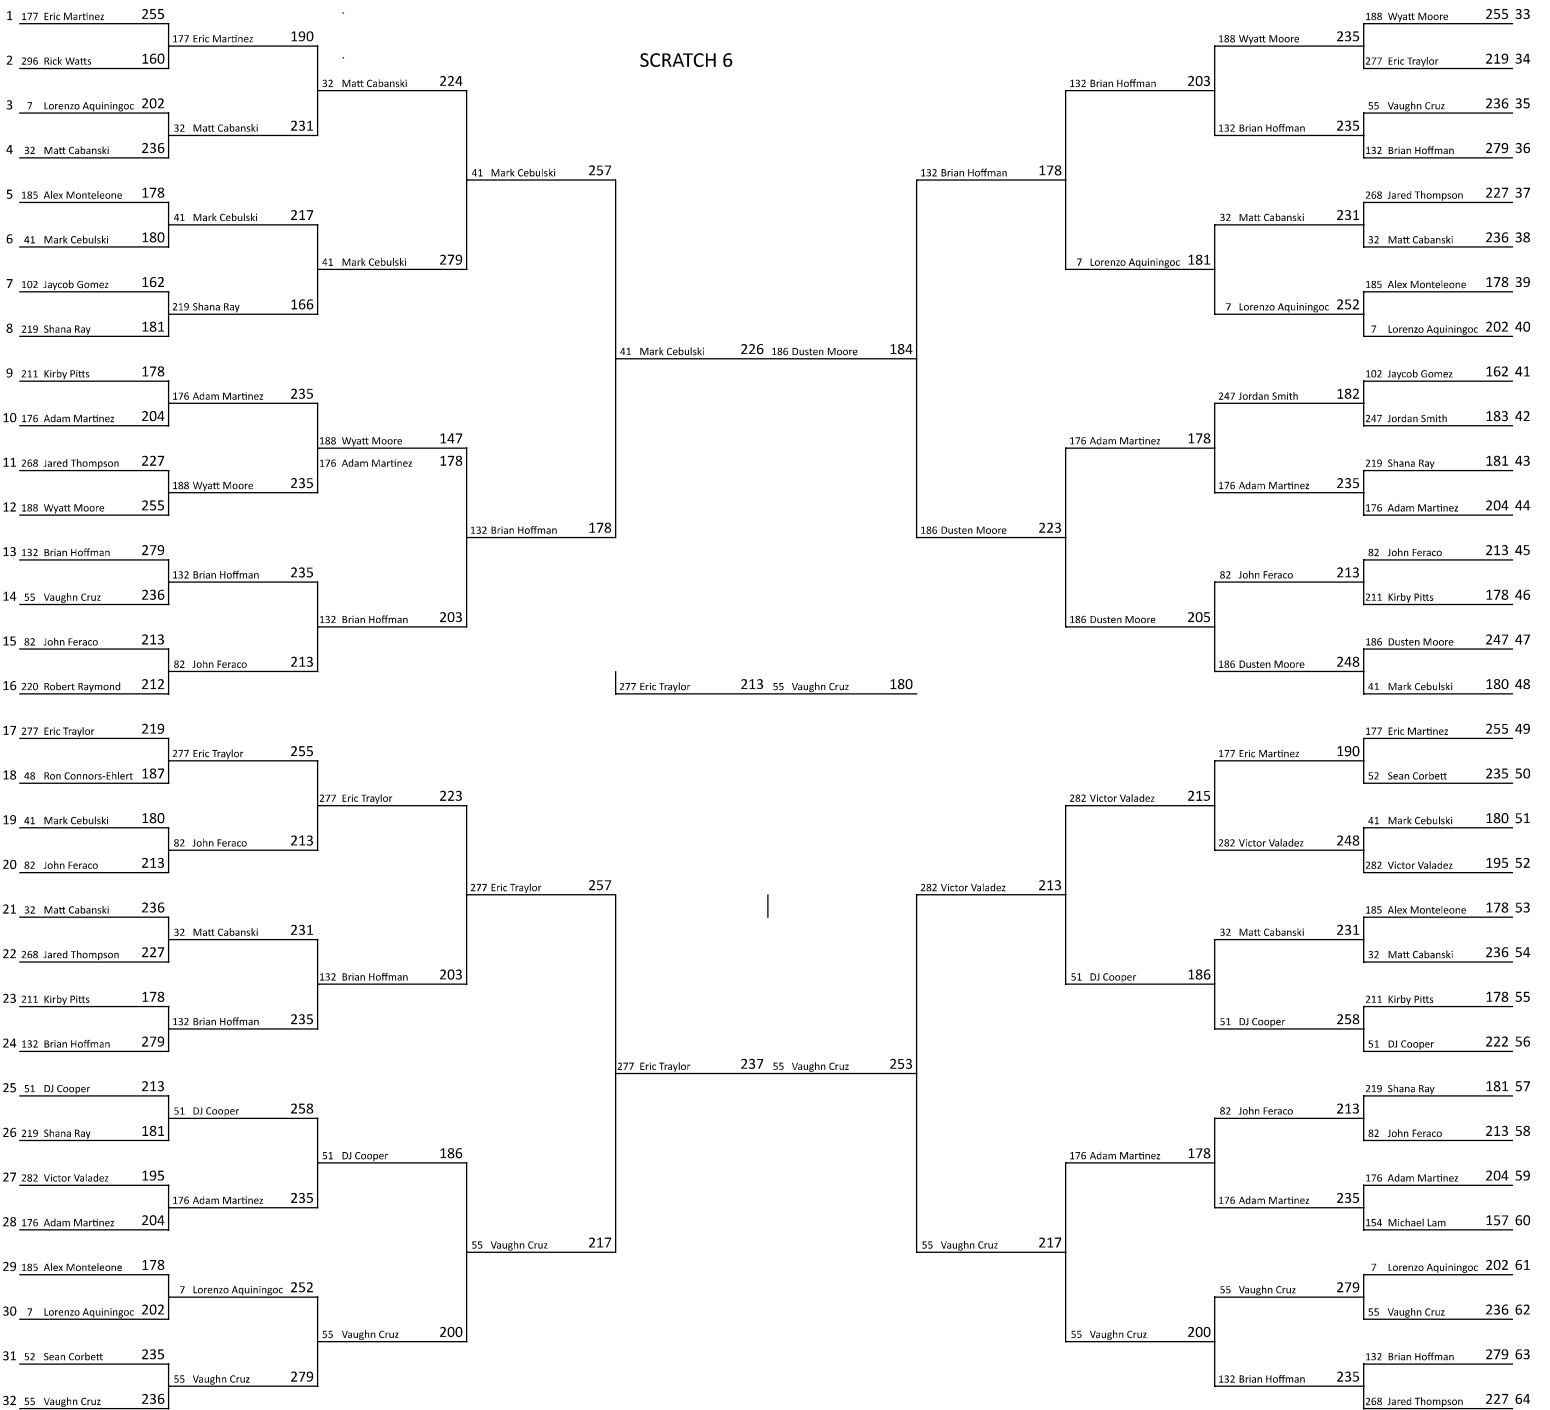 SCRATCH 6
1 177 Eric Martinez 255
177 Eric Martinez 190
2 296 Rick Watts 160
32 Matt Cabanski 224
3 7 Lorenzo Aquiningoc 202
32 Matt Cabanski 231
4 32 Matt Cabanski 236
41 Mark Cebulski 257
5 185 Alex Monteleone 178
41 Mark Cebulski 217
6 41 Mark Cebulski 180
41 Mark Cebulski 279
7 102 Jaycob Gomez 162
219 Shana Ray 166
8 219 Shana Ray 181
41 Mark Cebulski 226
9 211 Kirby Pitts 178
176 Adam Martinez 235
10 176 Adam Martinez 204
188 Wyatt Moore 147
176 Adam Martinez 178
11 268 Jared Thompson 227
188 Wyatt Moore 235
12 188 Wyatt Moore 255
132 Brian Hoffman 178
13 132 Brian Hoffman 279
132 Brian Hoffman 235
14 55 Vaughn Cruz 236
132 Brian Hoffman 203
15 82 John Feraco 213
82 John Feraco 213
16 220 Robert Raymond 212
277 Eric Traylor 213
55 Vaughn Cruz 180
17 277 Eric Traylor 219
277 Eric Traylor 255
18 48 Ron Connors-Ehlert 187
277 Eric Traylor 223
19 41 Mark Cebulski 180
82 John Feraco 213
20 82 John Feraco 213
277 Eric Traylor 257
21 32 Matt Cabanski 236
32 Matt Cabanski 231
22 268 Jared Thompson 227
132 Brian Hoffman 203
23 211 Kirby Pitts 178
132 Brian Hoffman 235
24 132 Brian Hoffman 279
277 Eric Traylor 237
25 51 DJ Cooper 213
51 DJ Cooper 258
26 219 Shana Ray 181
51 DJ Cooper 186
27 282 Victor Valadez 195
176 Adam Martinez 235
28 176 Adam Martinez 204
55 Vaughn Cruz 217
29 185 Alex Monteleone 178
7 Lorenzo Aquiningoc 252
30 7 Lorenzo Aquiningoc 202
55 Vaughn Cruz 200
31 52 Sean Corbett 235
55 Vaughn Cruz 279
32 55 Vaughn Cruz 236
188 Wyatt Moore 255 33
188 Wyatt Moore 235
277 Eric Traylor 219 34
132 Brian Hoffman 203
55 Vaughn Cruz 236 35
132 Brian Hoffman 235
132 Brian Hoffman 279 36
132 Brian Hoffman 178
268 Jared Thompson 227 37
32 Matt Cabanski 231
32 Matt Cabanski 236 38
7 Lorenzo Aquiningoc 181
185 Alex Monteleone 178 39
7 Lorenzo Aquiningoc 252
7 Lorenzo Aquiningoc 202 40
186 Dusten Moore 184
102 Jaycob Gomez 162 41
247 Jordan Smith 182
247 Jordan Smith 183 42
176 Adam Martinez 178
219 Shana Ray 181 43
176 Adam Martinez 235
176 Adam Martinez 204 44
186 Dusten Moore 223
82 John Feraco 213 45
82 John Feraco 213
211 Kirby Pitts 178 46
186 Dusten Moore 205
186 Dusten Moore 247 47
186 Dusten Moore 248
41 Mark Cebulski 180 48
177 Eric Martinez 255 49
177 Eric Martinez 190
52 Sean Corbett 235 50
282 Victor Valadez 215
41 Mark Cebulski 180 51
282 Victor Valadez 248
282 Victor Valadez 195 52
282 Victor Valadez 213
185 Alex Monteleone 178 53
32 Matt Cabanski 231
32 Matt Cabanski 236 54
51 DJ Cooper 186
211 Kirby Pitts 178 55
51 DJ Cooper 258
51 DJ Cooper 222 56
55 Vaughn Cruz 253
219 Shana Ray 181 57
82 John Feraco 213
82 John Feraco 213 58
176 Adam Martinez 178
176 Adam Martinez 204 59
176 Adam Martinez 235
154 Michael Lam 157 60
55 Vaughn Cruz 217
7 Lorenzo Aquiningoc 202 61
55 Vaughn Cruz 279
55 Vaughn Cruz 236 62
55 Vaughn Cruz 200
132 Brian Hoffman 279 63
132 Brian Hoffman 235
268 Jared Thompson 227 64